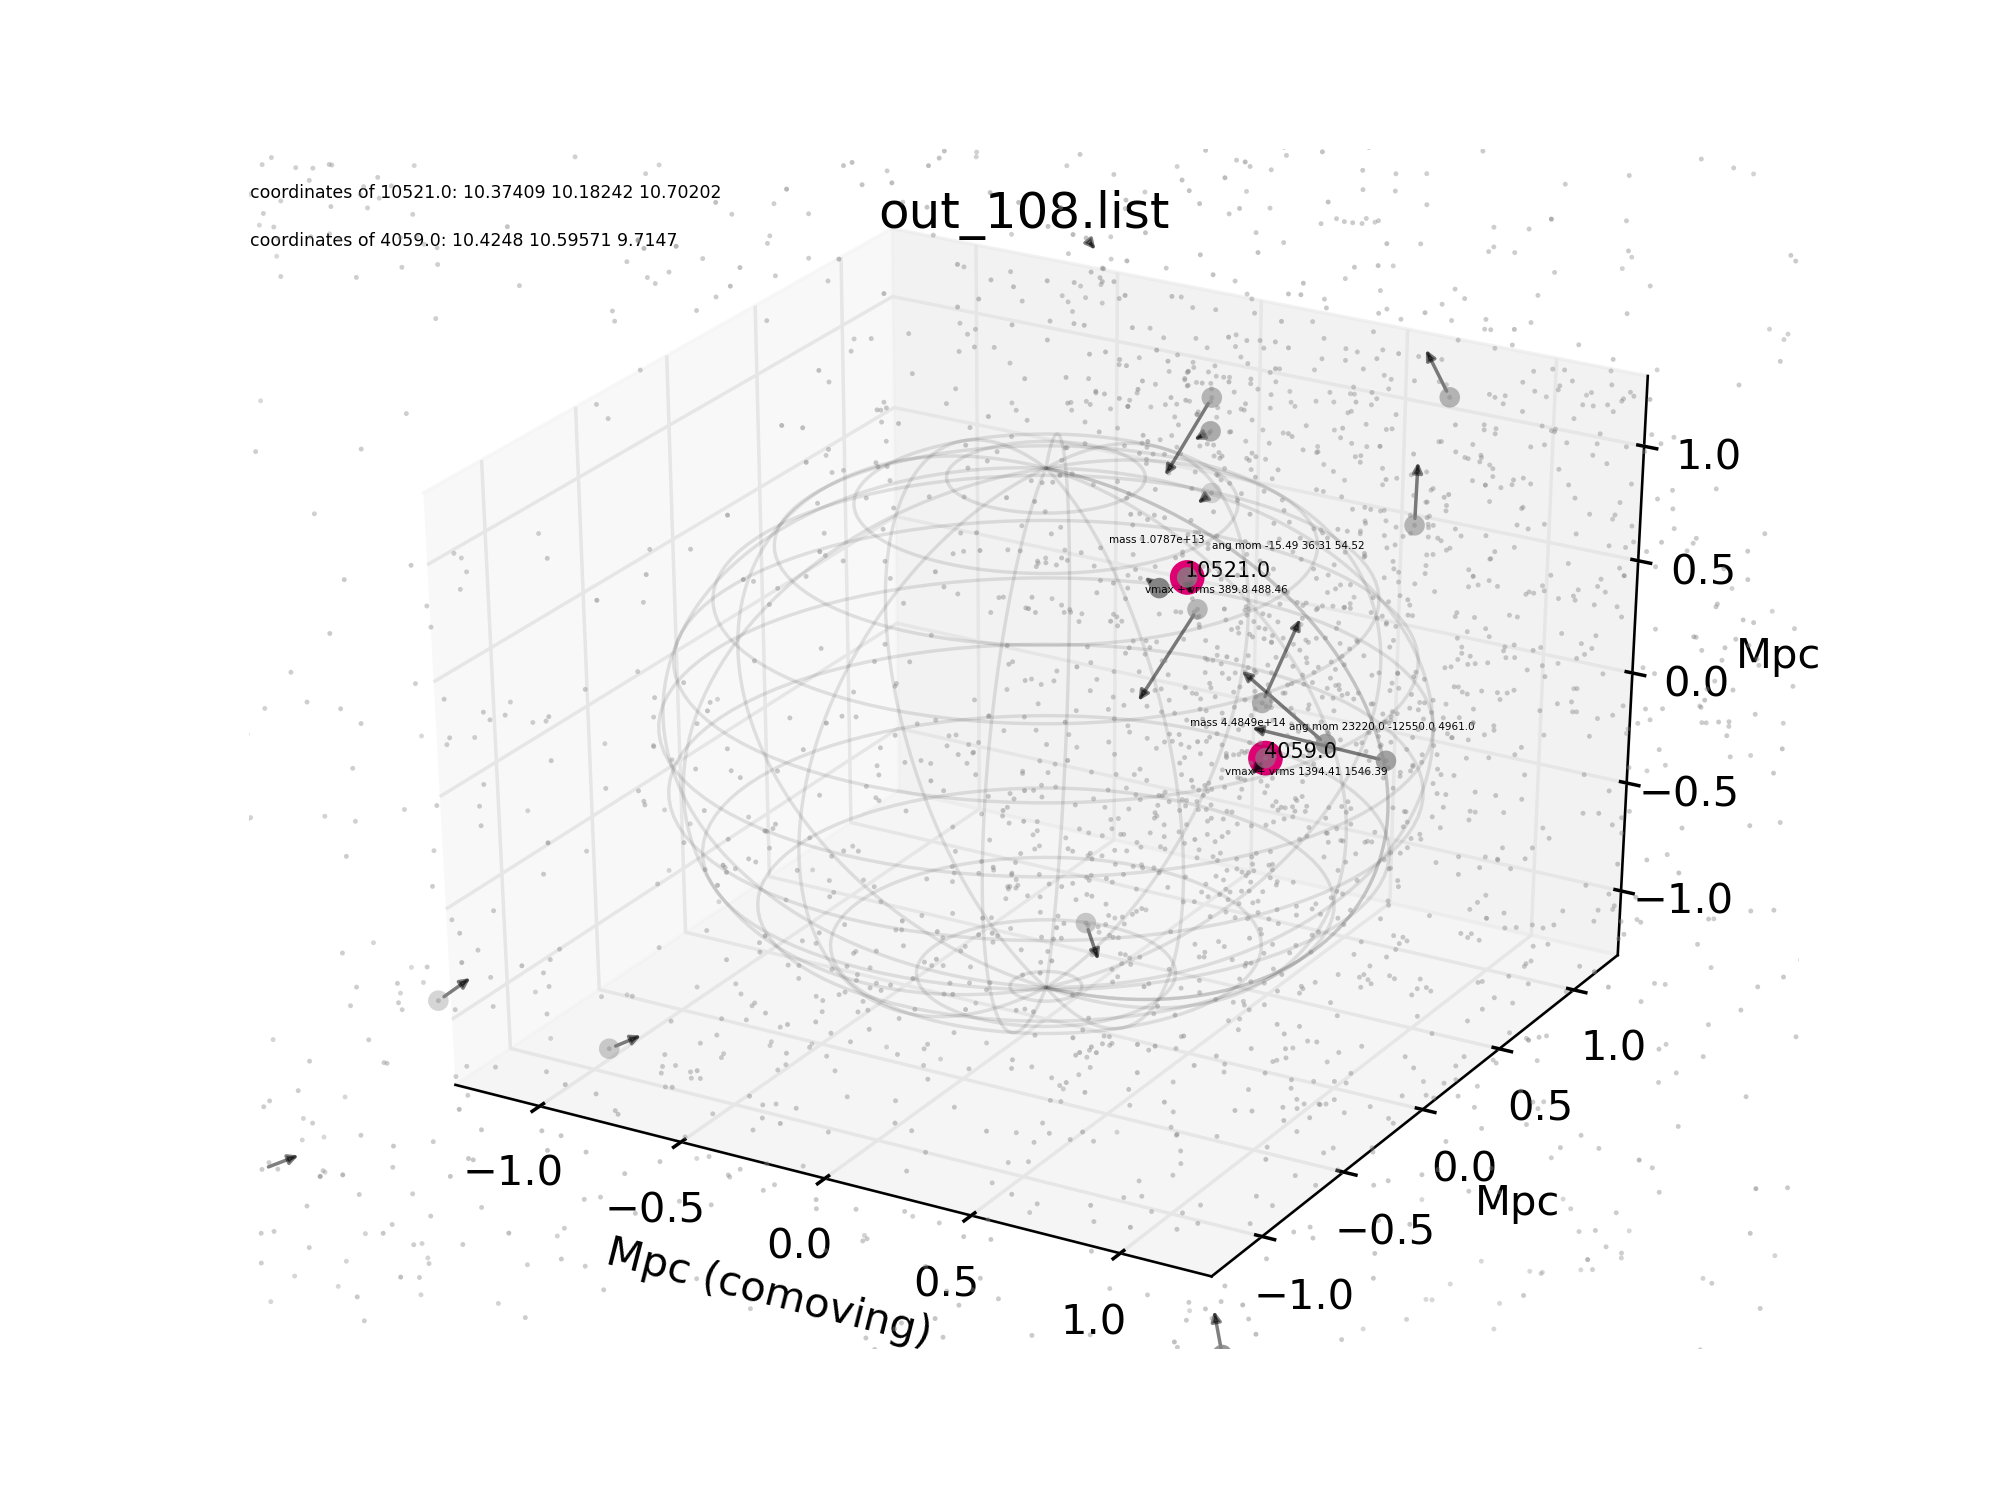 coordinates of 10521.0: 10.37409 10.18242 10.70202
out_108.list
coordinates of 4059.0: 10.4248 10.59571 9.7147
mass 1.0787e+13
ang mom -15.49 36.31 54.52
10521.0
vmax + vrms 389.8 488.46
mass 4.4849e+14
ang mom 23220.0 -12550.0 4961.0
4059.0
vmax + vrms 1394.41 1546.39
1.0
0.5
0.0
−0.5
−1.0
Mpc
1.0
0.5
0.0
−0.5
−1.0
Mpc
−1.0
−0.5
0.0
0.5
1.0
Mpc (comoving)